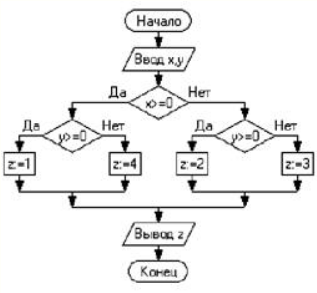 Начало
Ввод x,y
Да x>=0 Нет
Да y>=0 Нет Да y>=0 Нет
z:=1 z:=4 z:=2 z:=3
Вывод z
Конец